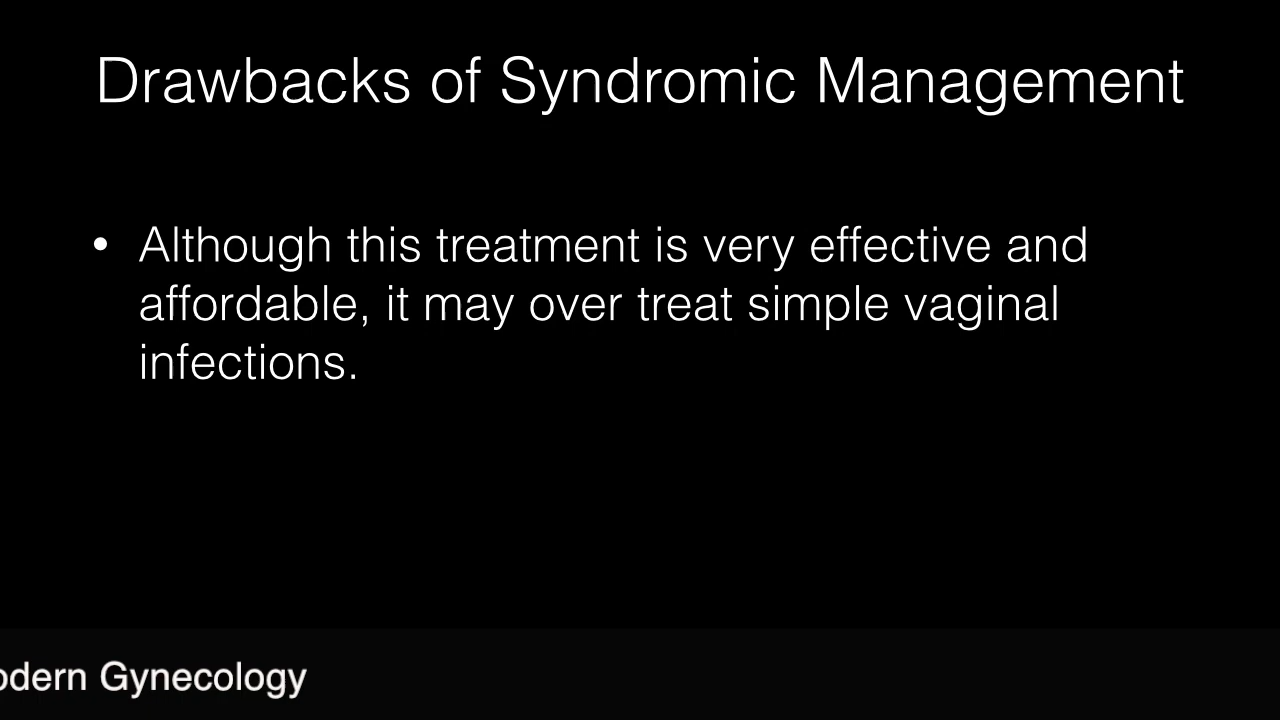 Drawbacks of Syndromic Management
• Although this treatment is very effective and
affordable, it may over treat simple vaginal
infections.
odern Gynecology